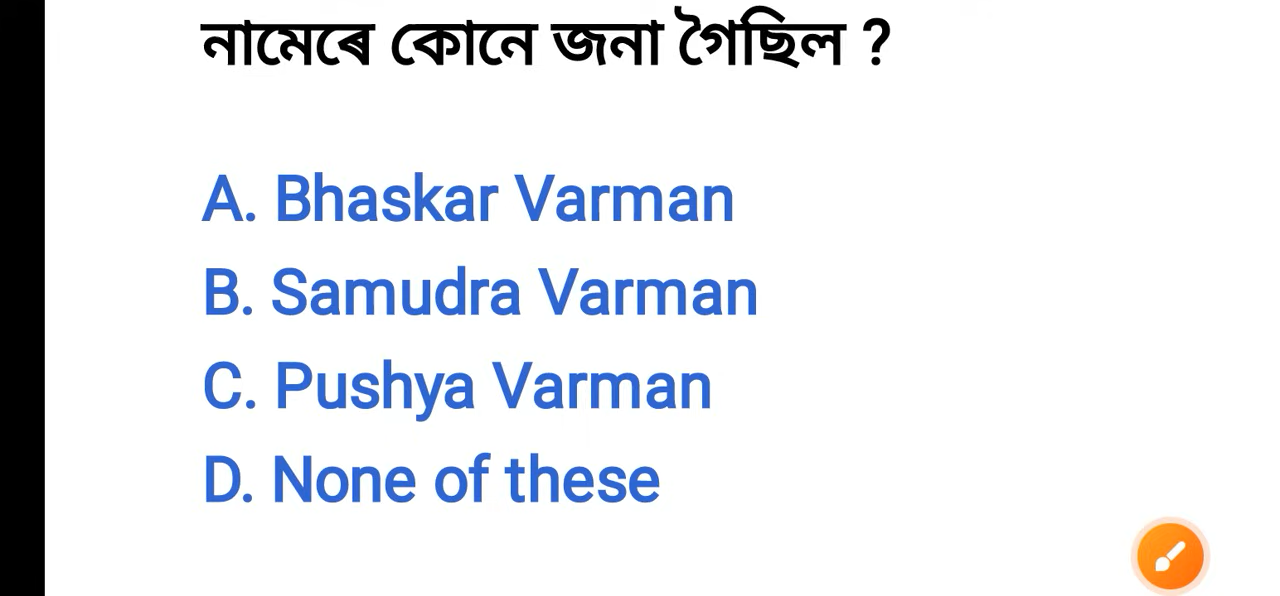 নামেৰে কোনে জনা গৈছিল ?
A. Bhaskar Varman
B. Samudra Varman
C. Pushya Varman
D. None of these